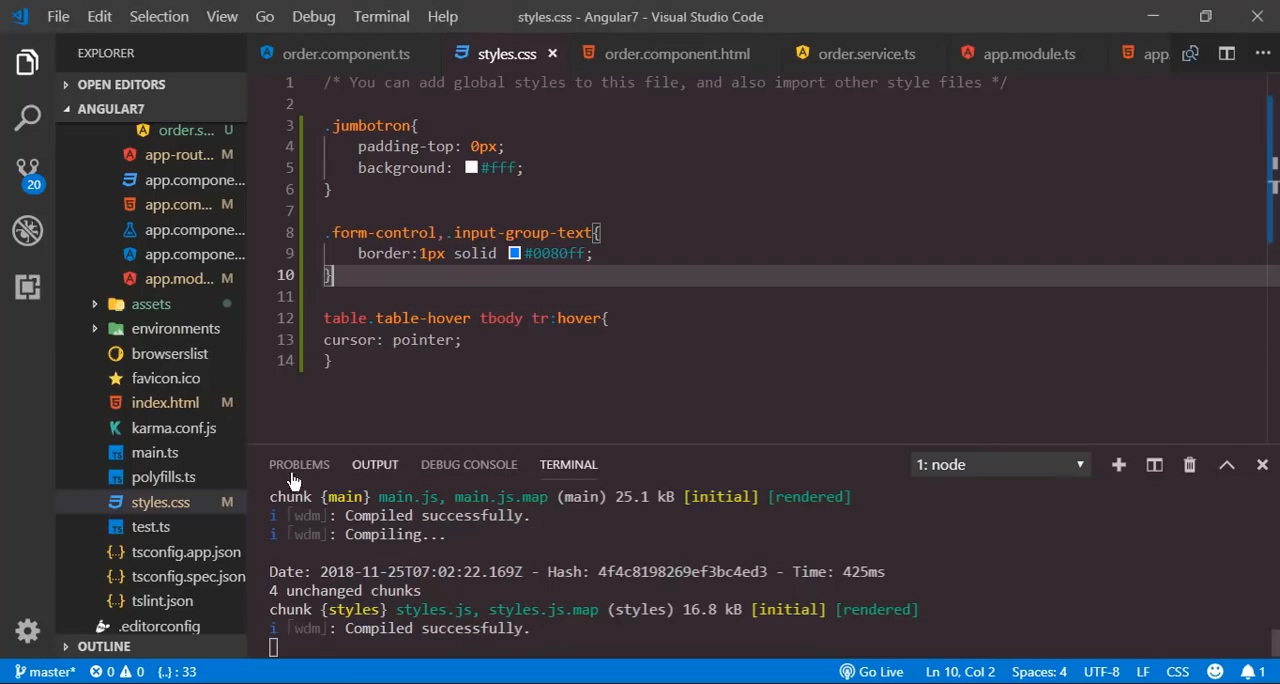 File Edit Selection View Go Debug Terminal Help styles.css - Angular7 - Visual Studio Code
EXPLORER
OPEN EDITORS
ANGULAR7
order.s... U
app-rout... M
app.compone...
app.com... M
app.compone...
app.compone...
app.mod... M
assets
environments
browserslist
favicon.ico
index.html M
karma.conf.js
main.ts
polyfills.ts
styles.css M
test.ts
tsconfig.app.json
tsconfig.spec.json
tslint.json
.editorconfig
OUTLINE
20
order.component.ts styles.css order.component.html order.service.ts app.module.ts app.
1 /* You can add global styles to this file, and also import other style files */
2
3 .jumbotron{
4 padding-top: 0px;
5 background: #fff;
6 }
7
8 .form-control,.input-group-text{
9 border:1px solid #0080ff;
10 }
11
12 table.table-hover tbody tr:hover{
13 cursor: pointer;
14 }
PROBLEMS OUTPUT DEBUG CONSOLE TERMINAL 1: node
chunk {main} main.js, main.js.map (main) 25.1 kB [initial] [rendered]
i ｢wdm｣: Compiled successfully.
i ｢wdm｣: Compiling...
Date: 2018-11-25T07:02:22.169Z - Hash: 4f4c8198269ef3bc4ed3 - Time: 425ms
4 unchanged chunks
chunk {styles} styles.js, styles.js.map (styles) 16.8 kB [initial] [rendered]
i ｢wdm｣: Compiled successfully.
master* 0 0 {..} : 33 Go Live Ln 10, Col 2 Spaces: 4 UTF-8 LF CSS 1